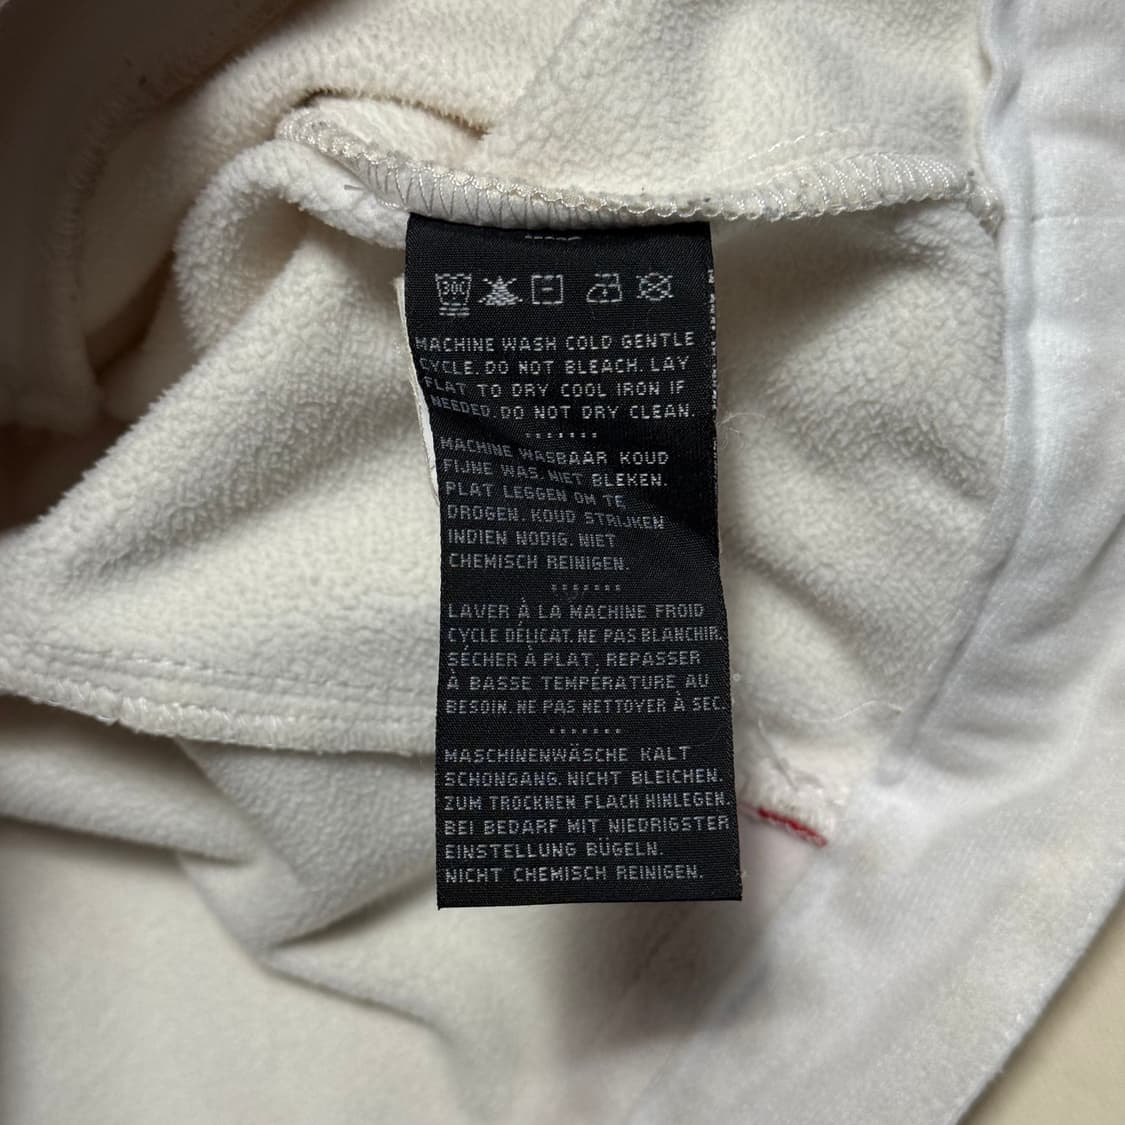 30C
MACHINE WASH COLD GENTLE
CYCLE. DO NOT BLEACH. LAY
FLAT TO DRY COOL IRON IF
NEEDED. DO NOT DRY CLEAN.
.......
MACHINE WASBAAR KOUD
FIJNE WAS. NIET BLEKEN.
PLAT LEGGEN OM TE
DROGEN. KOUD STRIJKEN
INDIEN NODIG. NIET
CHEMISCH REINIGEN.
.......
LAVER À LA MACHINE FROID
CYCLE DÉLICAT. NE PAS BLANCHIR.
SÉCHER À PLAT, REPASSER
À BASSE TEMPÉRATURE AU
BESOIN. NE PAS NETTOYER À SEC.
.......
MASCHINENWÄSCHE KALT
SCHONGANG. NICHT BLEICHEN.
ZUM TROCKNEN FLACH HINLEGEN.
BEI BEDARF MIT NIEDRIGSTER
EINSTELLUNG BÜGELN.
NICHT CHEMISCH REINIGEN.